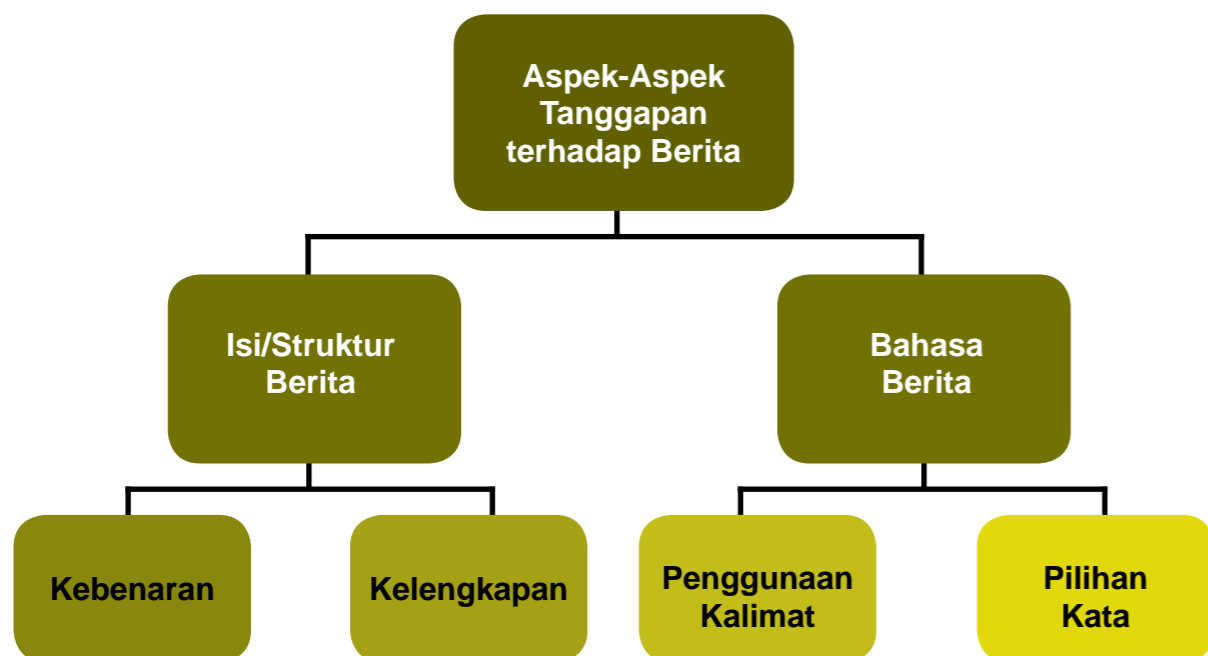 Aspek-Aspek
Tanggapan
terhadap Berita
Isi/Struktur
Berita
Bahasa
Berita
Kebenaran
Kelengkapan
Penggunaan
Kalimat
Pilihan
Kata